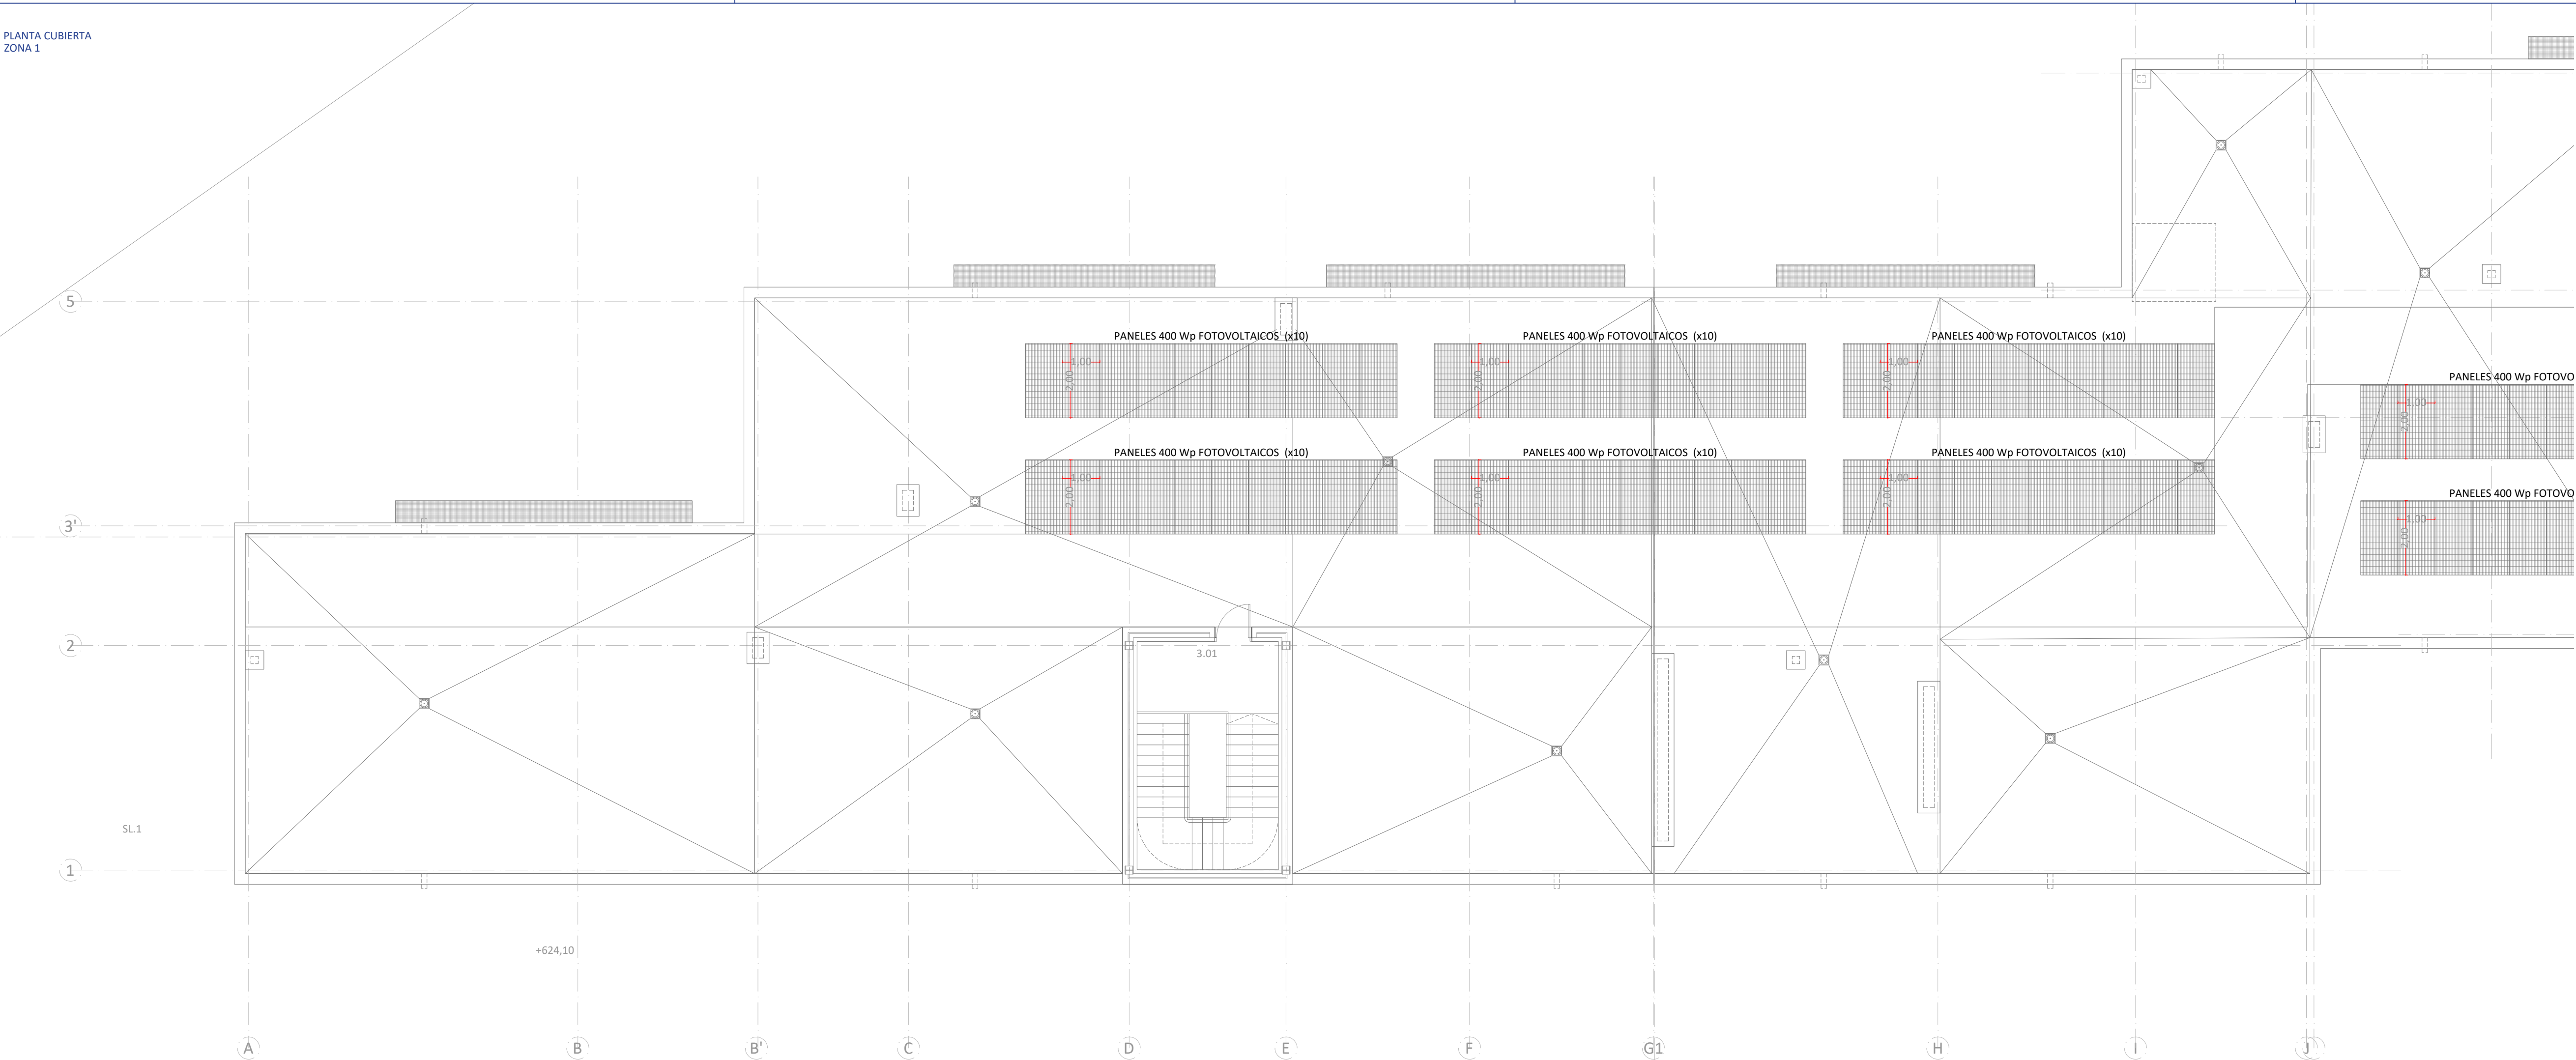 PLANTA CUBIERTA
ZONA 1
5
PANELES 400 Wp FOTOVOLTAICOS (x10)
PANELES 400 Wp FOTOVOLTAICOS (x10)
PANELES 400 Wp FOTOVOLTAICOS (x10)
1,00
2,00
1,00
2,00
1,00
2,00
PANELES 400 Wp FOTOVO
1,00
2,00
PANELES 400 Wp FOTOVOLTAICOS (x10)
PANELES 400 Wp FOTOVOLTAICOS (x10)
PANELES 400 Wp FOTOVOLTAICOS (x10)
1,00
2,00
1,00
2,00
1,00
2,00
PANELES 400 Wp FOTOVO
1,00
2,00
3'
2
3.01
SL.1
1
+624,10
A
B
B'
C
D
E
F
G1
H
I
J